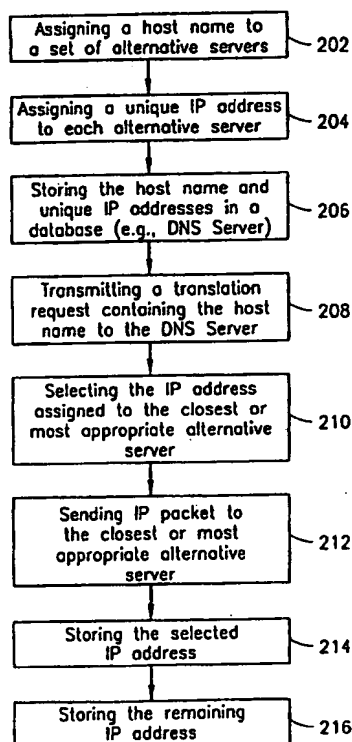 Assigning a host name to
a set of alternative servers
202
Assigning a unique IP address
to each alternative server
204
Storing the host name and
unique IP addresses in a
database (e.g., DNS Server)
206
Transmitting a translation
request containing the host
name to the DNS Server
208
Selecting the IP address
assigned to the closest or
most appropriate alternative
server
210
Sending IP packet to
the closest or most
appropriate alternative
server
212
Storing the selected
IP address
214
Storing the remaining
IP address
216